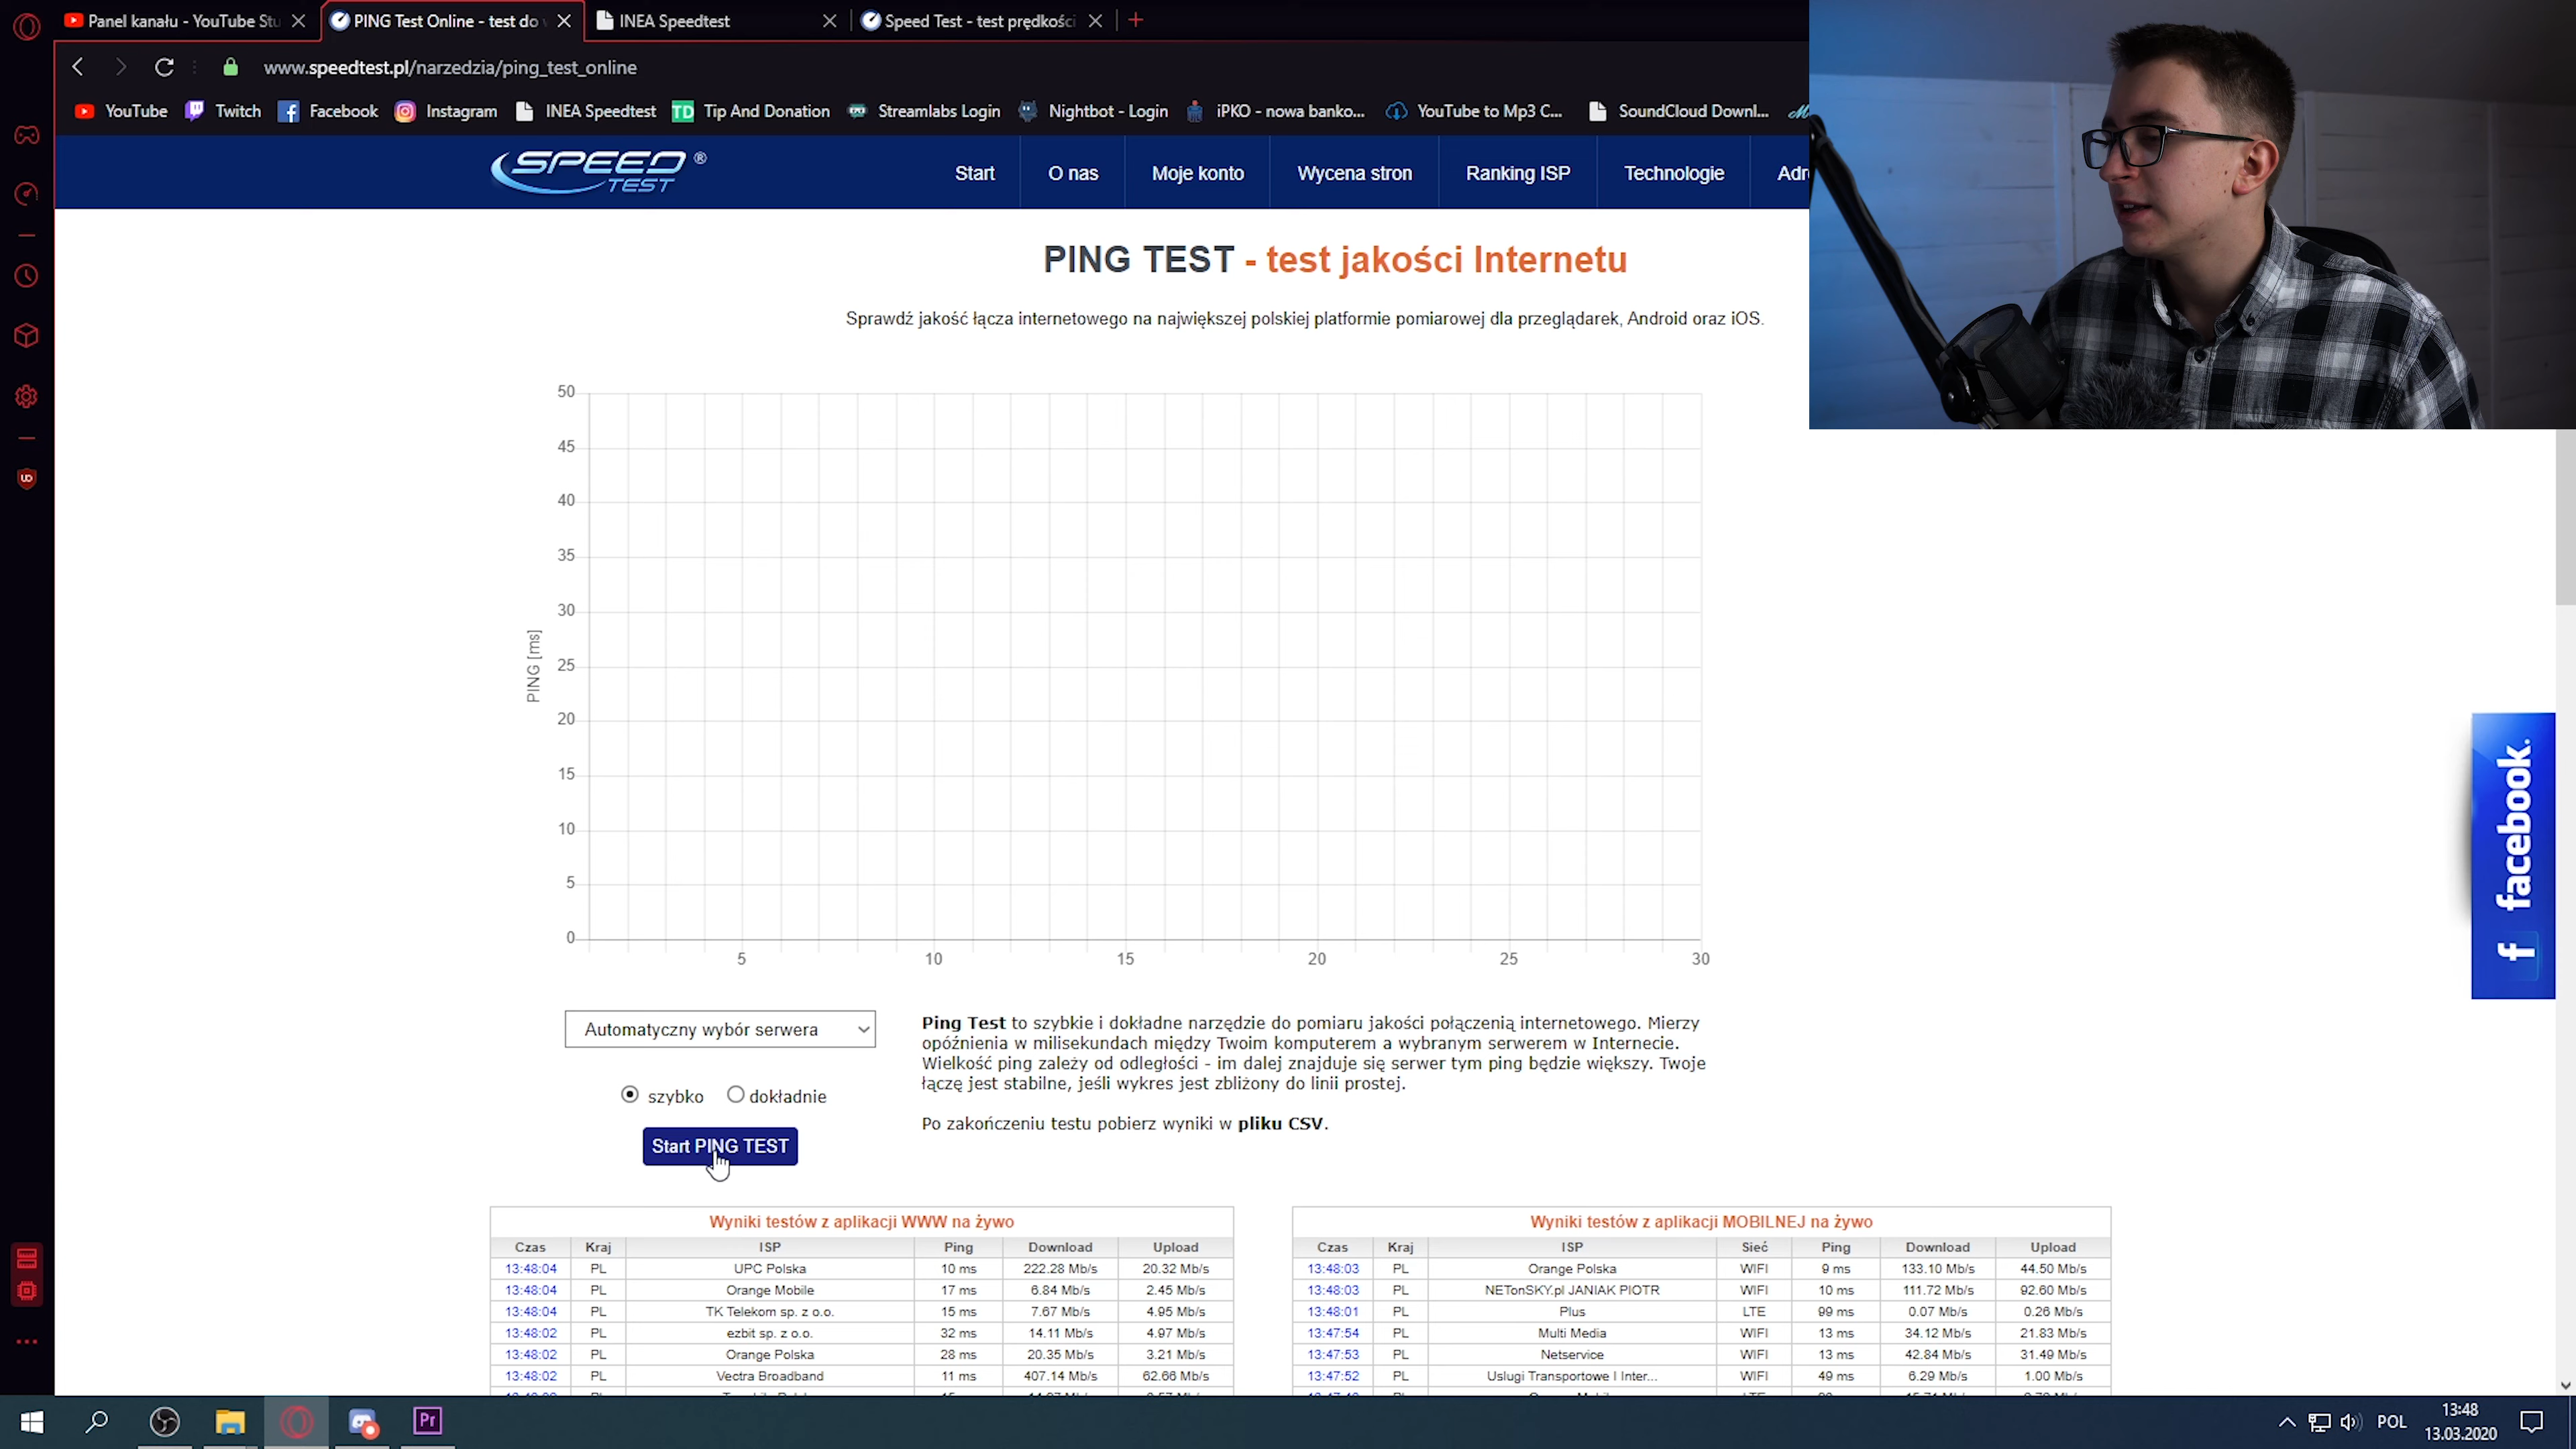 Panel kanału - YouTube Stu
PING Test Online - test do w
INEA Speedtest
Speed Test - test prędkości
www.speedtest.pl/narzedzia/ping_test_online
YouTube
Twitch
Facebook
Instagram
INEA Speedtest
TD Tip And Donation
Streamlabs Login
Nightbot - Login
iPKO - nowa banko...
YouTube to Mp3 C...
SoundCloud Downl...
SPEED TEST ®
Start
O nas
Moje konto
Wycena stron
Ranking ISP
Technologie
Adr
PING TEST - test jakości Internetu
Sprawdź jakość łącza internetowego na największej polskiej platformie pomiarowej dla przeglądarek, Android oraz iOS.
50
45
40
35
30
25
20
15
10
5
0
PING [ms]
5 10 15 20 25 30
Automatyczny wybór serwera
szybko dokładnie
Start PING TEST
Ping Test to szybkie i dokładne narzędzie do pomiaru jakości połączenią internetowego. Mierzy
opóźnienia w milisekundach między Twoim komputerem a wybranym serwerem w Internecie.
Wielkość ping zależy od odległości - im dalej znajduje się serwer tym ping będzie większy. Twoje
łączę jest stabilne, jeśli wykres jest zbliżony do linii prostej.
Po zakończeniu testu pobierz wyniki w pliku CSV.
facebook.
f
Wyniki testów z aplikacji WWW na żywo
Czas Kraj ISP Ping Download Upload
13:48:04 PL UPC Polska 10 ms 222.28 Mb/s 20.32 Mb/s
13:48:04 PL Orange Mobile 17 ms 6.84 Mb/s 2.45 Mb/s
13:48:04 PL TK Telekom sp. z o.o. 15 ms 7.67 Mb/s 4.95 Mb/s
13:48:02 PL ezbit sp. z o.o. 32 ms 14.11 Mb/s 4.97 Mb/s
13:48:02 PL Orange Polska 28 ms 20.35 Mb/s 3.21 Mb/s
13:48:02 PL Vectra Broadband 11 ms 407.14 Mb/s 62.66 Mb/s
Wyniki testów z aplikacji MOBILNEJ na żywo
Czas Kraj ISP Sieć Ping Download Upload
13:48:03 PL Orange Polska WIFI 9 ms 133.10 Mb/s 44.50 Mb/s
13:48:03 PL NETonSKY.pl JANIAK PIOTR WIFI 10 ms 111.72 Mb/s 92.60 Mb/s
13:48:01 PL Plus LTE 99 ms 0.07 Mb/s 0.26 Mb/s
13:47:54 PL Multi Media WIFI 13 ms 34.12 Mb/s 21.83 Mb/s
13:47:53 PL Netservice WIFI 13 ms 42.84 Mb/s 31.49 Mb/s
13:47:52 PL Uslugi Transportowe I Inter... WIFI 49 ms 6.29 Mb/s 1.00 Mb/s
Pr
POL
13:48
13.03.2020